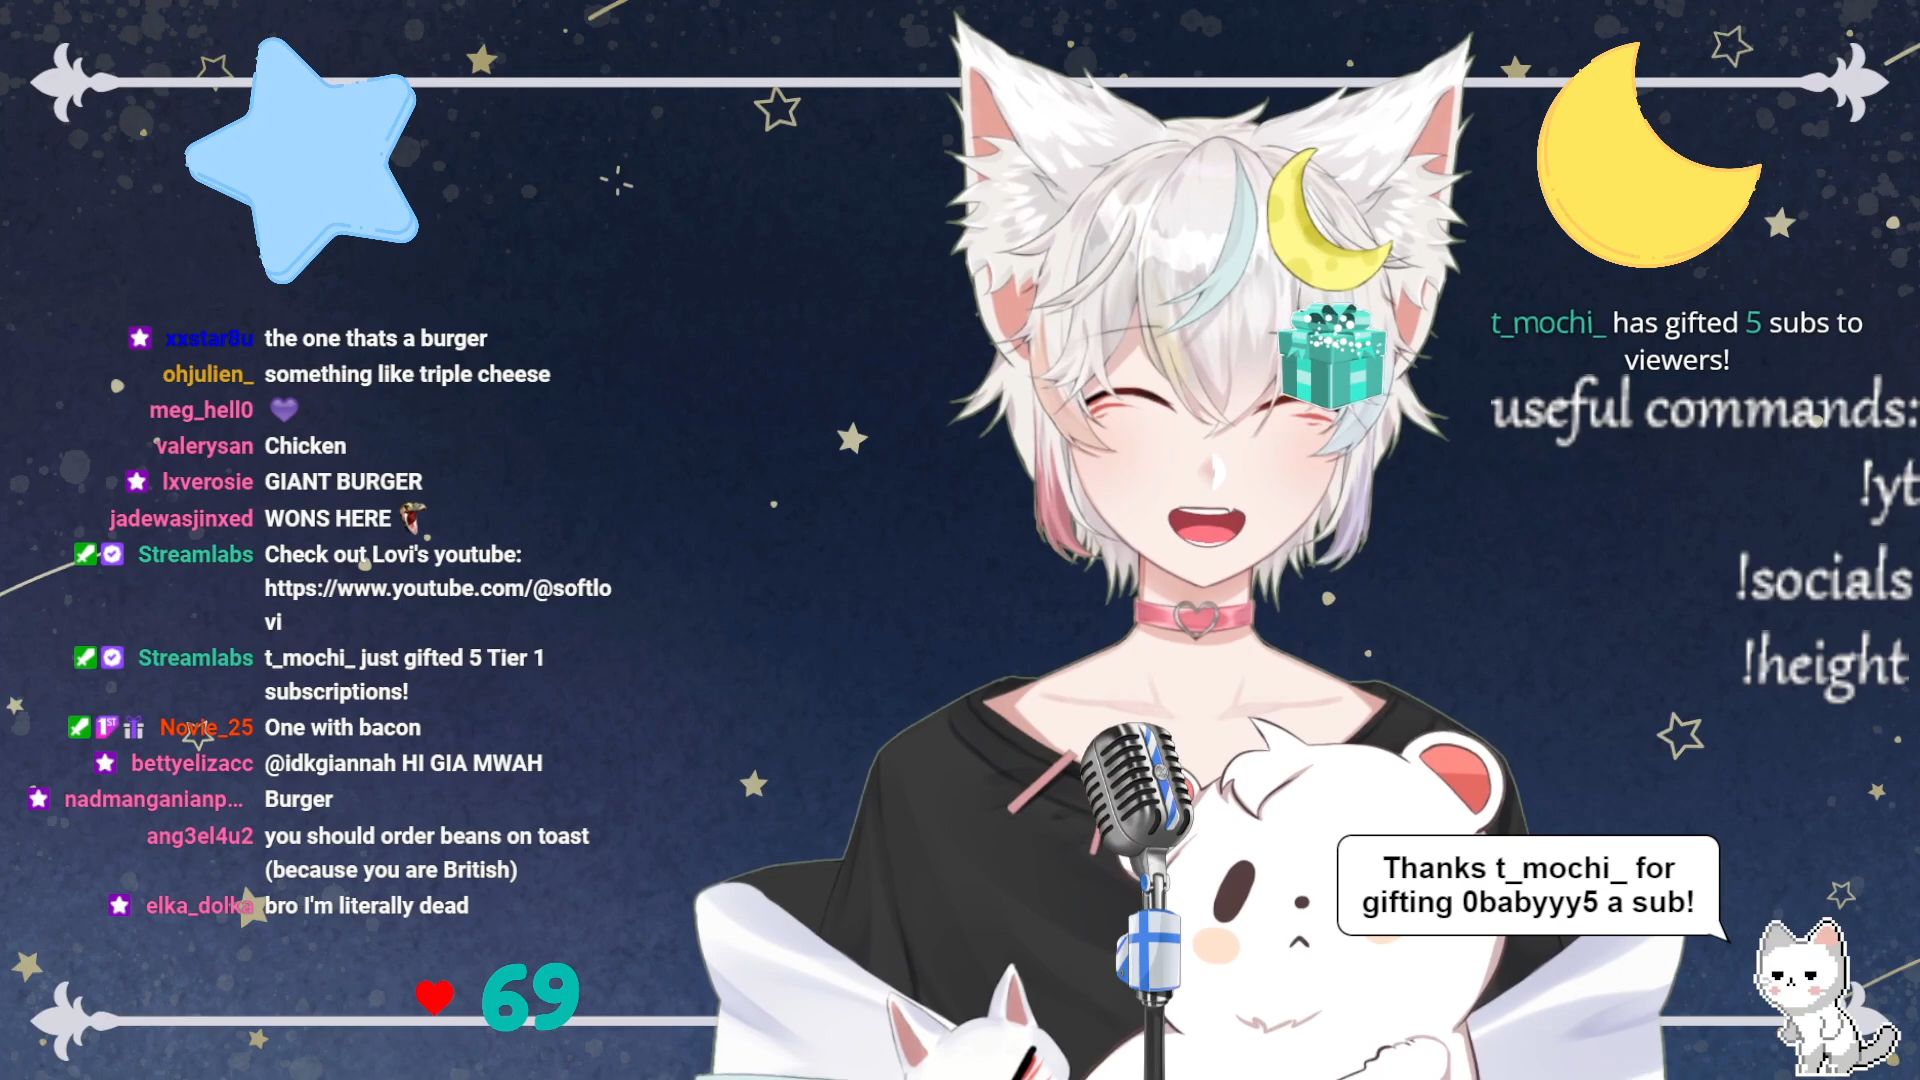 xxstar8u the one thats a burger
ohjulien_ something like triple cheese
meg_hell0
valerysan Chicken
lxverosie GIANT BURGER
jadewasjinxed WONS HERE
Streamlabs Check out Lovi's youtube:
https://www.youtube.com/@softlo
vi
Streamlabs t_mochi_ just gifted 5 Tier 1
subscriptions!
1ST Novie_25 One with bacon
bettyelizacc @idkgiannah HI GIA MWAH
nadmanganianp... Burger
ang3el4u2 you should order beans on toast
(because you are British)
elka_dolka bro I'm literally dead
69
t_mochi_ has gifted 5 subs to
viewers!
useful commands:
!yt
!socials
!height
Thanks t_mochi_ for
gifting 0babyyy5 a sub!